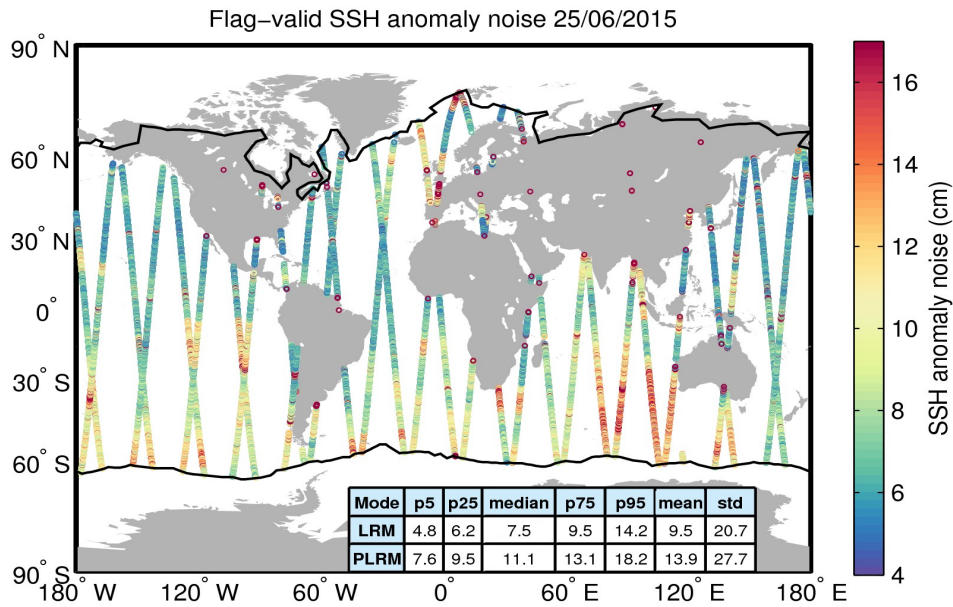 Flag−valid SSH anomaly noise 25/06/2015
90° N
60° N
30° N
0°
30° S
60° S
90° S
180° W
120° W
60° W
0°
60° E
120° E
180° E
16
14
12
10
8
6
4
SSH anomaly noise (cm)
Mode p5 p25 median p75 p95 mean std
LRM 4.8 6.2 7.5 9.5 14.2 9.5 20.7
PLRM 7.6 9.5 11.1 13.1 18.2 13.9 27.7